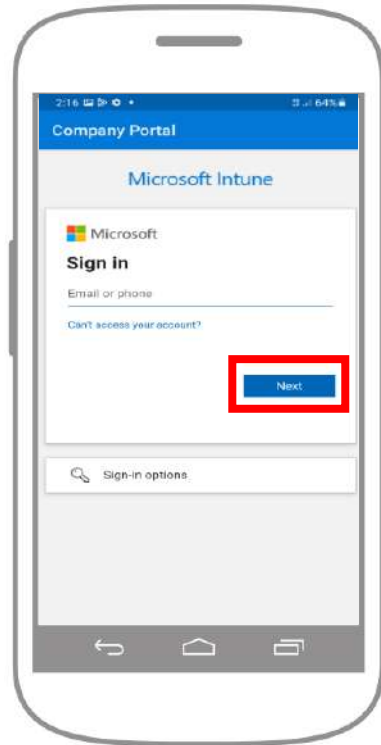 2:16
64%
Company Portal
Microsoft Intune
Microsoft
Sign in
Email or phone
Can't access your account?
Next
Sign-in options